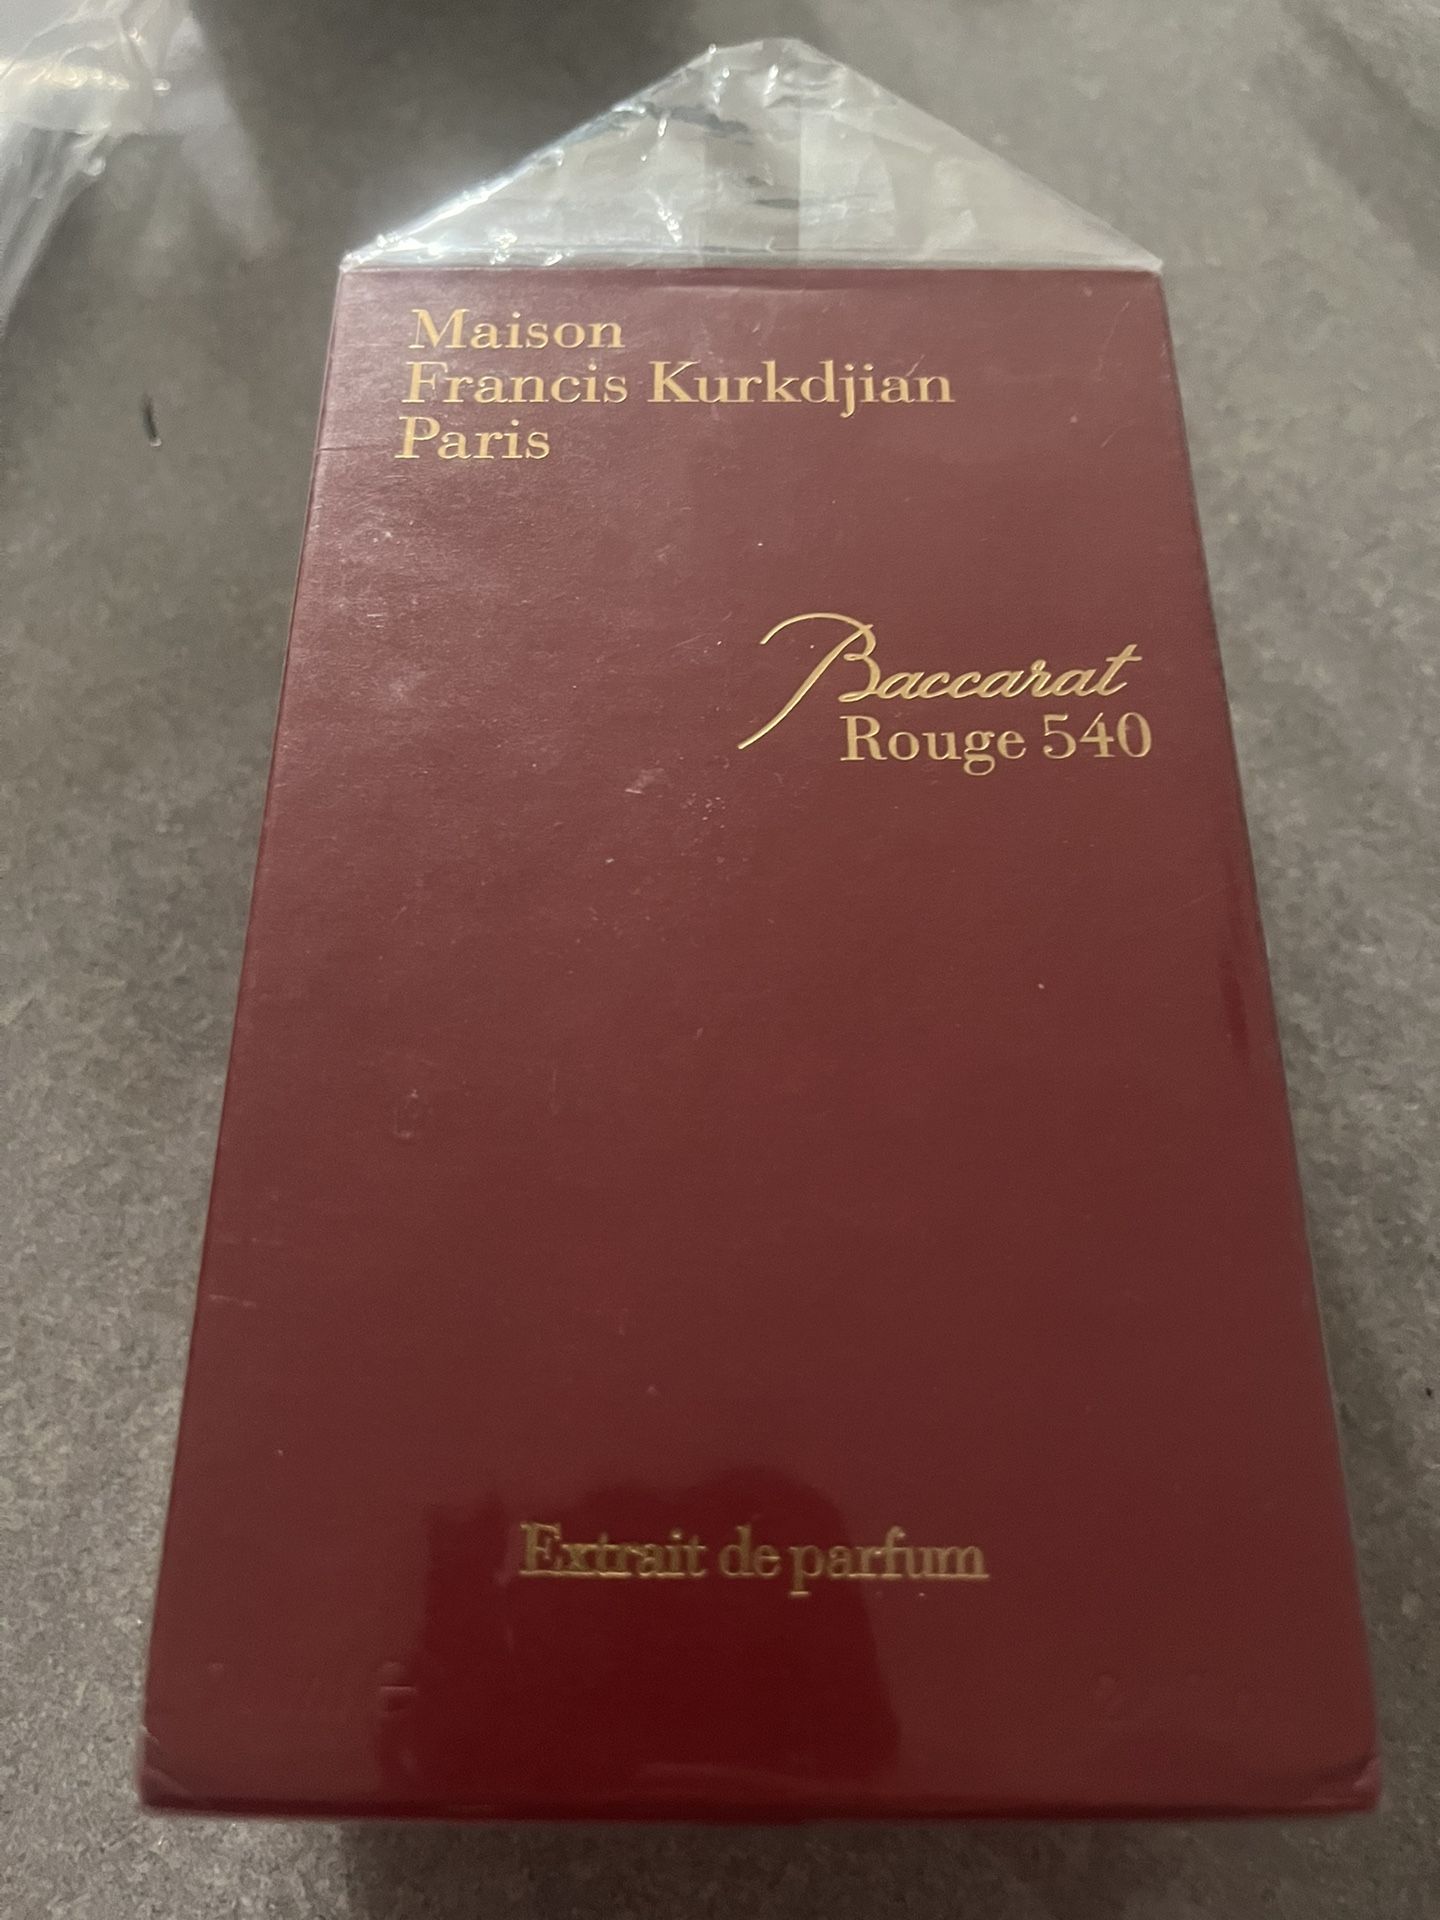 Maison
Francis Kurkdjian
Paris
Baccarat
Rouge 540
Extrait de parfum